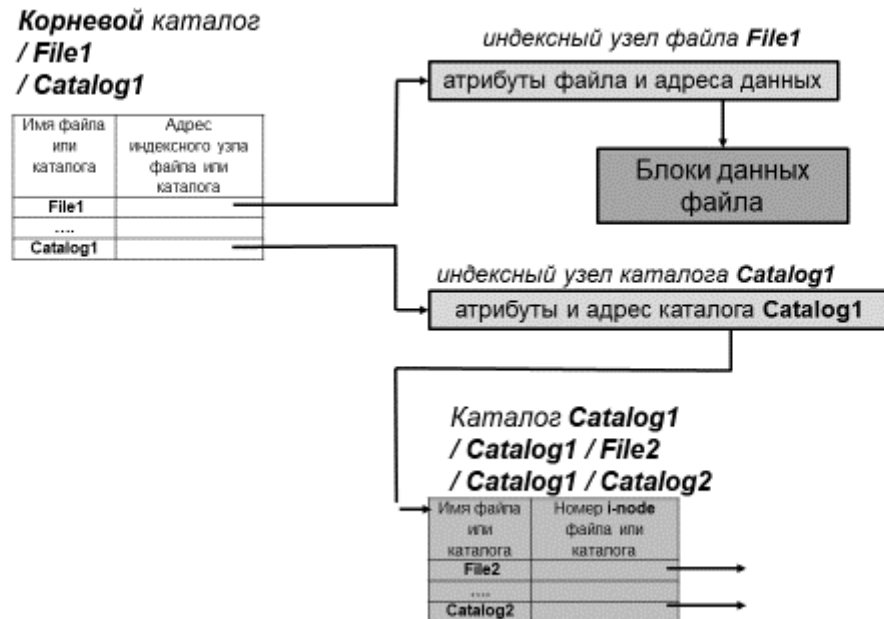 Корневой каталог
/ File1
/ Catalog1
Имя файла
или
каталога
Адрес
индексного узла
файла или
каталога
File1
....
Catalog1
индексный узел файла File1
атрибуты файла и адреса данных
Блоки данных
файла
индексный узел каталога Catalog1
атрибуты и адрес каталога Catalog1
Каталог Catalog1
/ Catalog1 / File2
/ Catalog1 / Catalog2
Имя файла
или
каталога
Номер i-node
файла или
каталога
File2
....
Catalog2